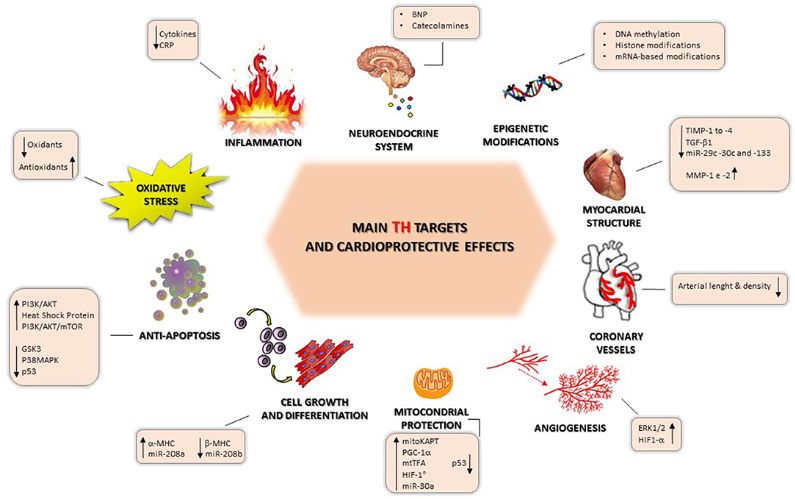 Cytokines
CRP
INFLAMMATION
• BNP
• Catecolamines
NEUROENDOCRINE
SYSTEM
• DNA methylation
• Histone modifications
• mRNA-based modifications
EPIGENETIC
MODIFICATIONS
TIMP-1 to -4
TGF-β1
miR-29c -30c and -133
MMP-1 e -2
MYOCARDIAL
STRUCTURE
Oxidants
Antioxidants
OXIDATIVE
STRESS
MAIN TH TARGETS
AND CARDIOPROTECTIVE EFFECTS
Arterial lenght & density
CORONARY
VESSELS
PI3K/AKT
Heat Shock Protein
PI3K/AKT/mTOR
GSK3
P38MAPK
p53
ANTI-APOPTOSIS
CELL GROWTH
AND DIFFERENTIATION
α-MHC
miR-208a
β-MHC
miR-208b
MITOCONDRIAL
PROTECTION
mitoKAPT
PGC-1α
mtTFA
HIF-1°
miR-30a
p53
ANGIOGENESIS
ERK1/2
HIF1-α